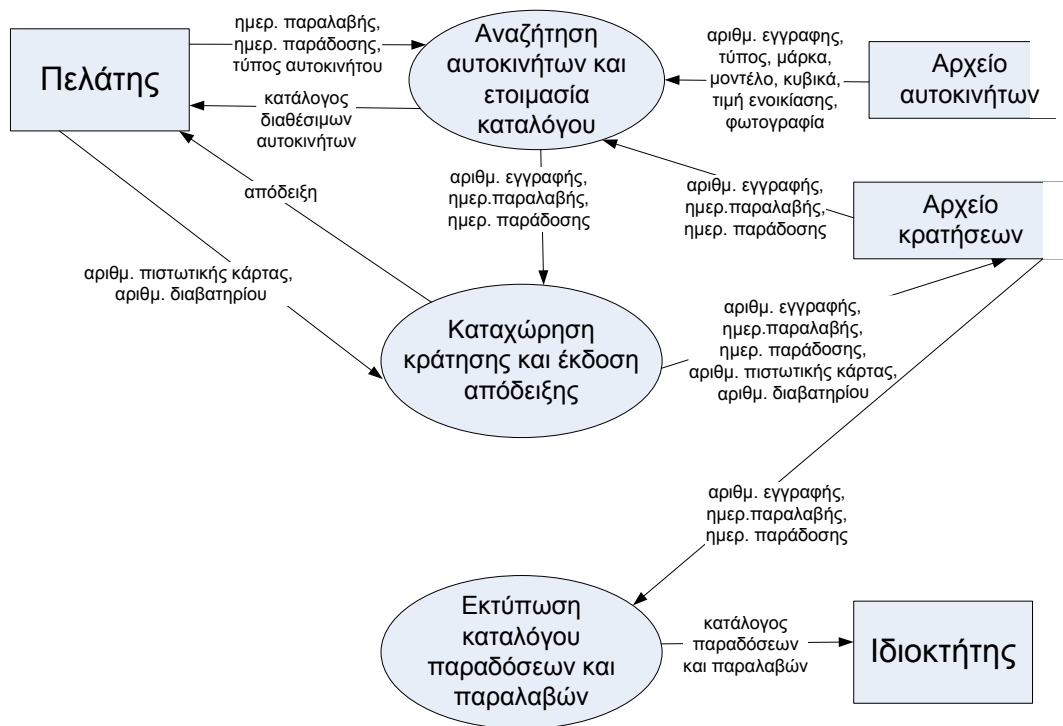 Πελάτης
ημερ. παραλαβής,
ημερ. παράδοσης,
τύπος αυτοκινήτου
κατάλογος
διαθέσιμων
αυτοκινήτων
Αναζήτηση
αυτοκινήτων και
ετοιμασία
καταλόγου
αριθμ. εγγραφης,
τύπος, μάρκα,
μοντέλο, κυβικά,
τιμή ενοικίασης,
φωτογραφία
Αρχείο
αυτοκινήτων
απόδειξη
αριθμ. εγγραφής,
ημερ.παραλαβής,
ημερ. παράδοσης
αριθμ. εγγραφής,
ημερ.παραλαβής,
ημερ. παράδοσης
Αρχείο
κρατήσεων
αριθμ. πιστωτικής κάρτας,
αριθμ. διαβατηρίου
Καταχώρηση
κράτησης και έκδοση
απόδειξης
αριθμ. εγγραφής,
ημερ.παραλαβής,
ημερ. παράδοσης,
αριθμ. πιστωτικής κάρτας,
αριθμ. διαβατηρίου
αριθμ. εγγραφής,
ημερ.παραλαβής,
ημερ. παράδοσης
Εκτύπωση
καταλόγου
παραδόσεων και
παραλαβών
κατάλογος
παραδόσεων
και παραλαβών
Ιδιοκτήτης